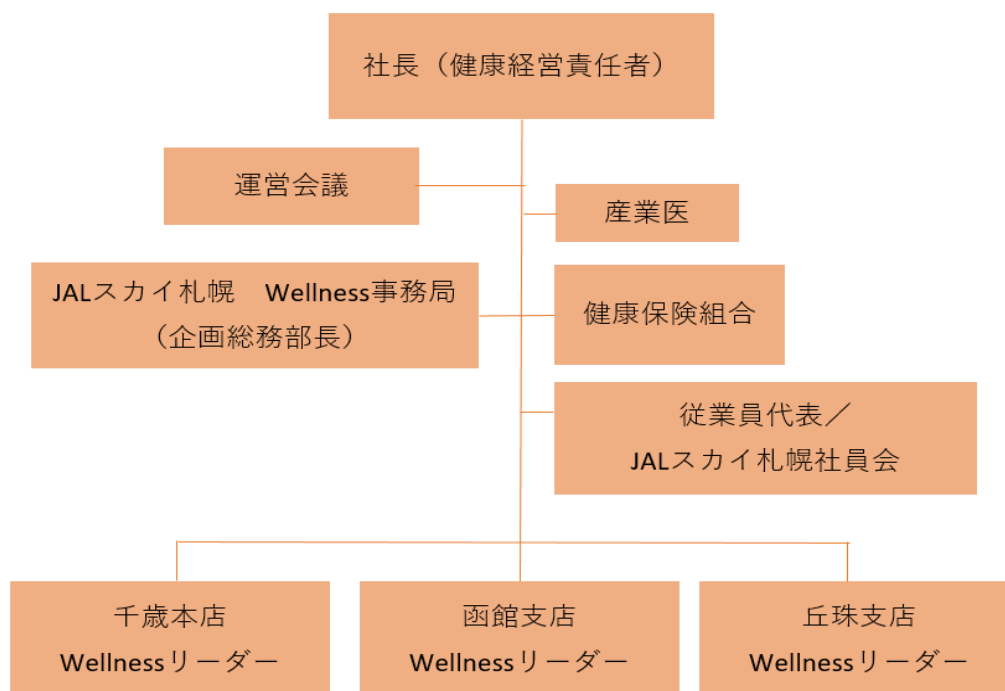 社長（健康経営責任者）
運営会議
産業医
JALスカイ札幌　Wellness事務局
（企画総務部長）
健康保険組合
従業員代表／
JALスカイ札幌社員会
千歳本店
Wellnessリーダー
函館支店
Wellnessリーダー
丘珠支店
Wellnessリーダー